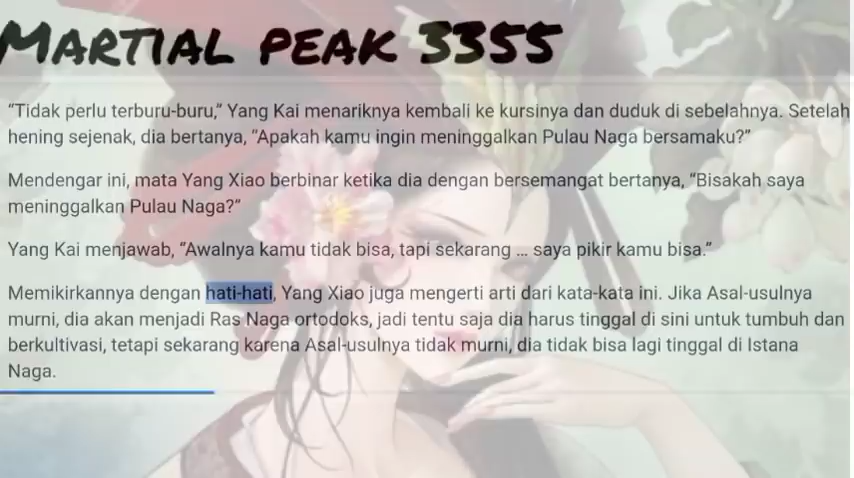 MARTIAL PEAK 3355
“Tidak perlu terburu-buru,” Yang Kai menariknya kembali ke kursinya dan duduk di sebelahnya. Setelah
hening sejenak, dia bertanya, “Apakah kamu ingin meninggalkan Pulau Naga bersamaku?”
Mendengar ini, mata Yang Xiao berbinar ketika dia dengan bersemangat bertanya, “Bisakah saya
meninggalkan Pulau Naga?”
Yang Kai menjawab, “Awalnya kamu tidak bisa, tapi sekarang ... saya pikir kamu bisa.”
Memikirkannya dengan hati-hati, Yang Xiao juga mengerti arti dari kata-kata ini. Jika Asal-usulnya
murni, dia akan menjadi Ras Naga ortodoks, jadi tentu saja dia harus tinggal di sini untuk tumbuh dan
berkultivasi, tetapi sekarang karena Asal-usulnya tidak murni, dia tidak bisa lagi tinggal di Istana
Naga.